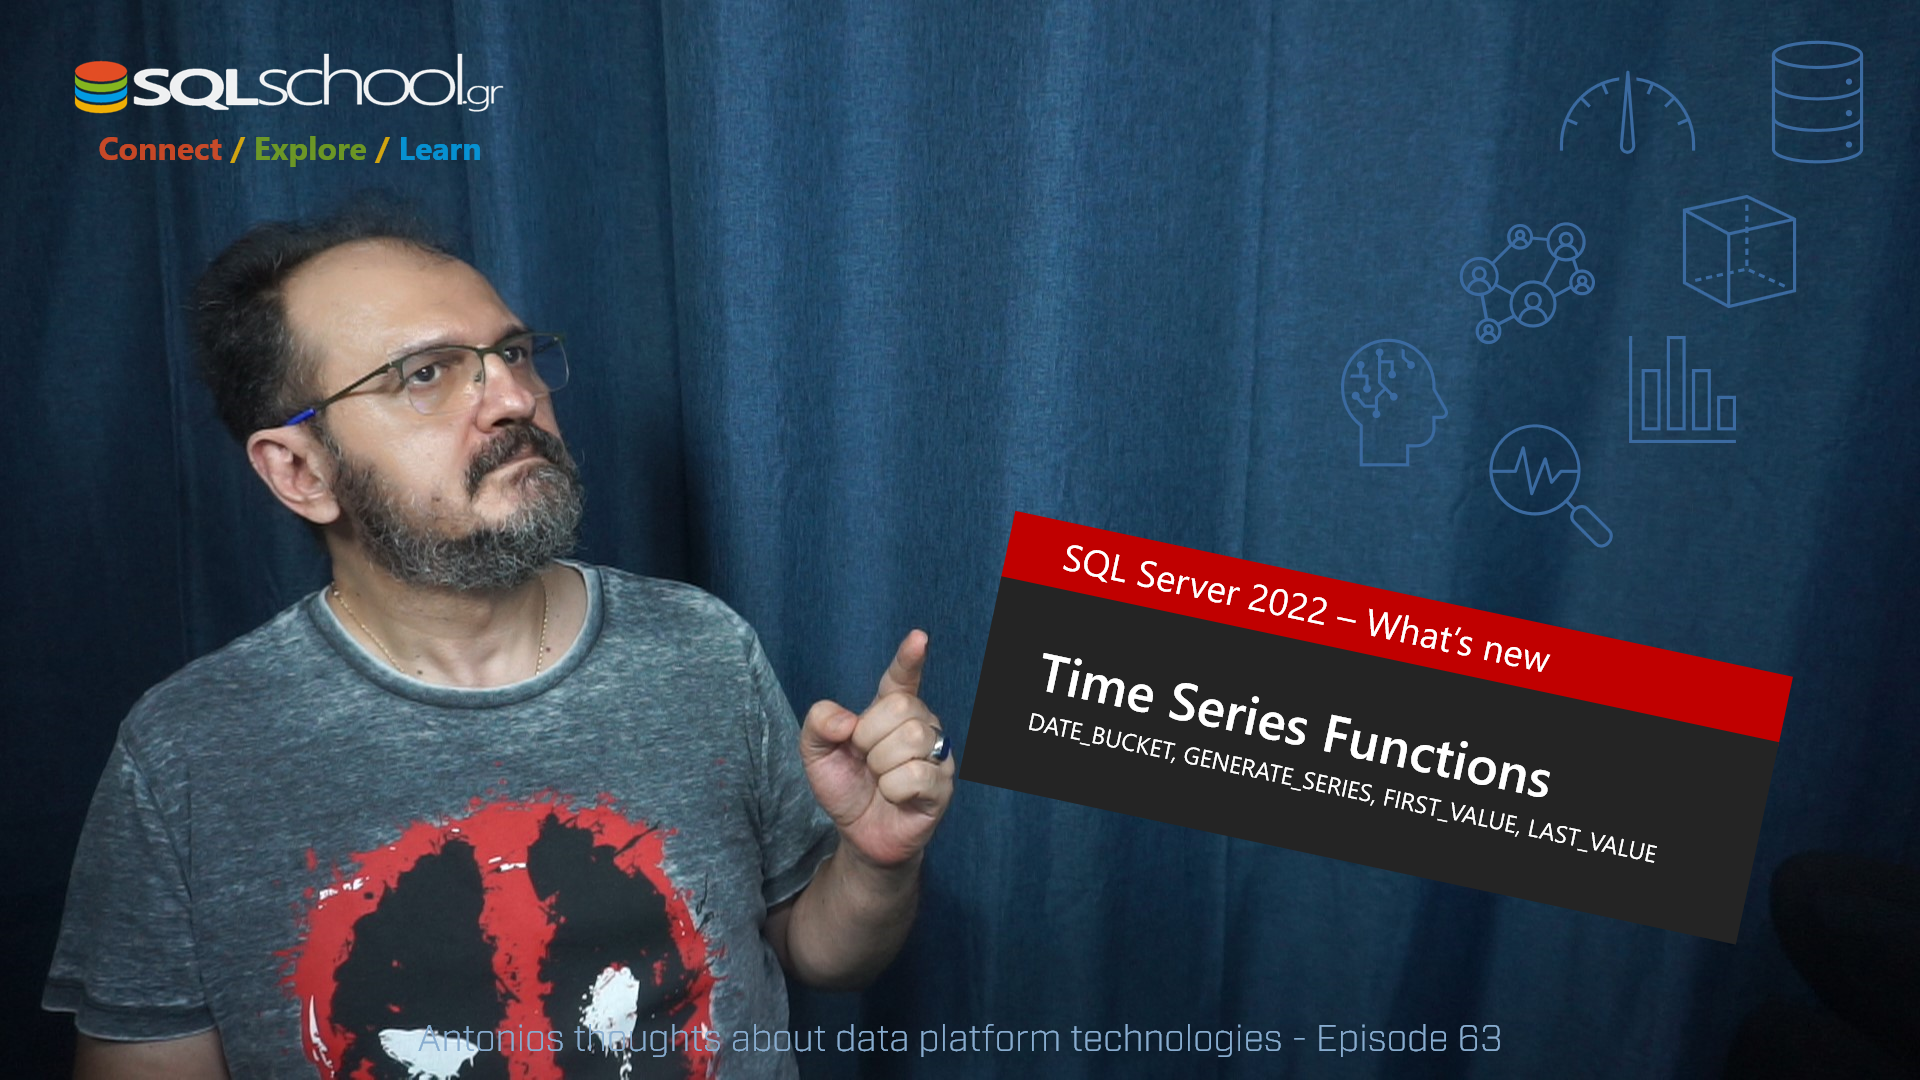 SQLschool.gr
Connect / Explore / Learn
SQL Server 2022 – What's new
Time Series Functions
DATE_BUCKET, GENERATE_SERIES, FIRST_VALUE, LAST_VALUE
Antonios thoughts about data platform technologies - Episode 63